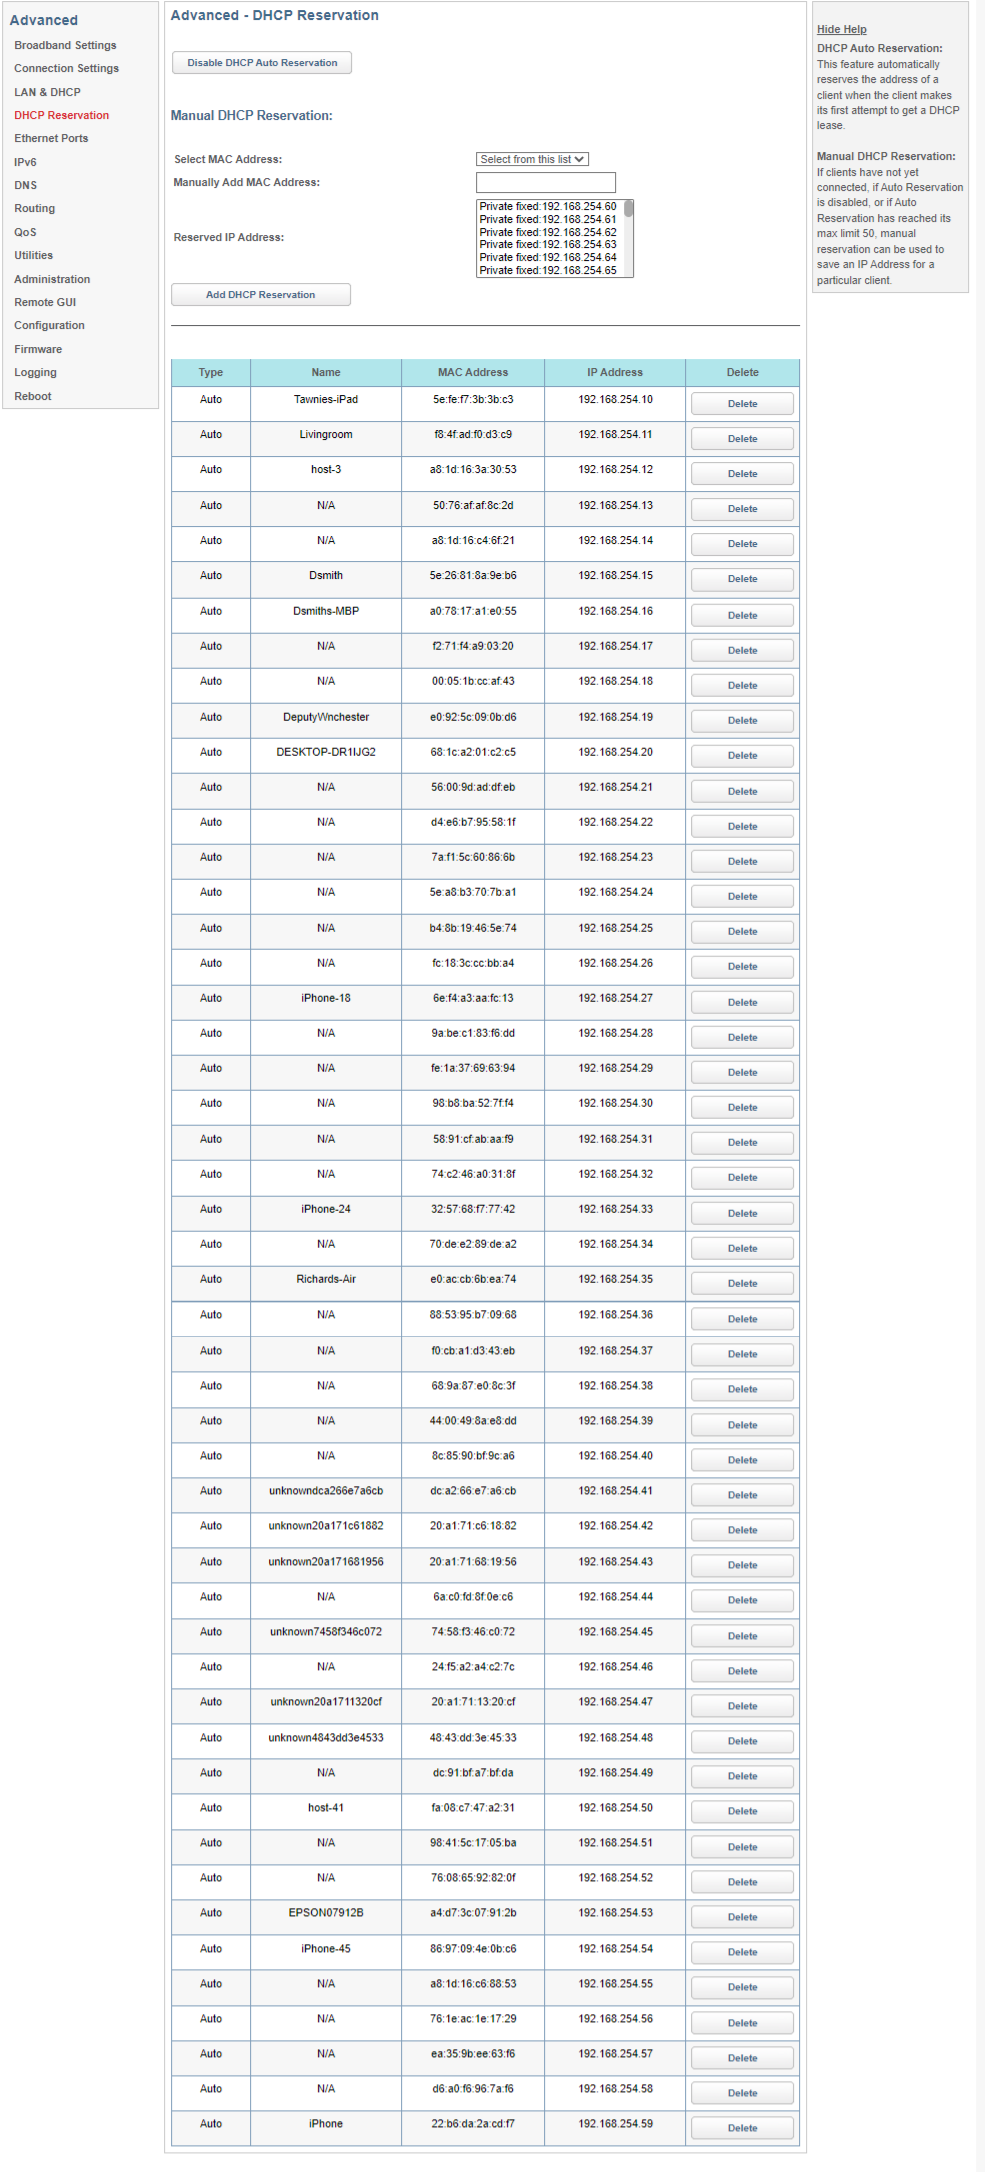 Advanced
Broadband Settings
Connection Settings
LAN & DHCP
DHCP Reservation
Ethernet Ports
IPv6
DNS
Routing
QoS
Utilities
Administration
Remote GUI
Configuration
Firmware
Logging
Reboot
Advanced - DHCP Reservation
Disable DHCP Auto Reservation
Manual DHCP Reservation:
Select MAC Address: Select from this list
Manually Add MAC Address:
Reserved IP Address:
Private fixed:192.168.254.60
Private fixed:192.168.254.61
Private fixed:192.168.254.62
Private fixed:192.168.254.63
Private fixed:192.168.254.64
Private fixed:192.168.254.65
Add DHCP Reservation
Type Name MAC Address IP Address Delete
Auto Tawnies-iPad 5e:fe:f7:3b:3b:c3 192.168.254.10 Delete
Auto Livingroom f8:4f:ad:f0:d3:c9 192.168.254.11 Delete
Auto host-3 a8:1d:16:3a:30:53 192.168.254.12 Delete
Auto N/A 50:76:af:af:8c:2d 192.168.254.13 Delete
Auto N/A a8:1d:16:c4:6f:21 192.168.254.14 Delete
Auto Dsmith 5e:26:81:8a:9e:b6 192.168.254.15 Delete
Auto Dsmiths-MBP a0:78:17:a1:e0:55 192.168.254.16 Delete
Auto N/A f2:71:f4:a9:03:20 192.168.254.17 Delete
Auto N/A 00:05:1b:cc:af:43 192.168.254.18 Delete
Auto DeputyWnchester e0:92:5c:09:0b:d6 192.168.254.19 Delete
Auto DESKTOP-DR1IJG2 68:1c:a2:01:c2:c5 192.168.254.20 Delete
Auto N/A 56:00:9d:ad:df:eb 192.168.254.21 Delete
Auto N/A d4:e6:b7:95:58:1f 192.168.254.22 Delete
Auto N/A 7a:f1:5c:60:86:6b 192.168.254.23 Delete
Auto N/A 5e:a8:b3:70:7b:a1 192.168.254.24 Delete
Auto N/A b4:8b:19:46:5e:74 192.168.254.25 Delete
Auto N/A fc:18:3c:cc:bb:a4 192.168.254.26 Delete
Auto iPhone-18 6e:f4:a3:aa:fc:13 192.168.254.27 Delete
Auto N/A 9a:be:c1:83:f6:dd 192.168.254.28 Delete
Auto N/A fe:1a:37:69:63:94 192.168.254.29 Delete
Auto N/A 98:b8:ba:52:7f:f4 192.168.254.30 Delete
Auto N/A 58:91:cf:ab:aa:f9 192.168.254.31 Delete
Auto N/A 74:c2:46:a0:31:8f 192.168.254.32 Delete
Auto iPhone-24 32:57:68:f7:77:42 192.168.254.33 Delete
Auto N/A 70:de:e2:89:de:a2 192.168.254.34 Delete
Auto Richards-Air e0:ac:cb:6b:ea:74 192.168.254.35 Delete
Auto N/A 88:53:95:b7:09:68 192.168.254.36 Delete
Auto N/A f0:cb:a1:d3:43:eb 192.168.254.37 Delete
Auto N/A 68:9a:87:e0:8c:3f 192.168.254.38 Delete
Auto N/A 44:00:49:8a:e8:dd 192.168.254.39 Delete
Auto N/A 8c:85:90:bf:9c:a6 192.168.254.40 Delete
Auto unknowndca266e7a6cb dc:a2:66:e7:a6:cb 192.168.254.41 Delete
Auto unknown20a171c61882 20:a1:71:c6:18:82 192.168.254.42 Delete
Auto unknown20a171681956 20:a1:71:68:19:56 192.168.254.43 Delete
Auto N/A 6a:c0:fd:8f:0e:c6 192.168.254.44 Delete
Auto unknown7458f346c072 74:58:f3:46:c0:72 192.168.254.45 Delete
Auto N/A 24:f5:a2:a4:c2:7c 192.168.254.46 Delete
Auto unknown20a1711320cf 20:a1:71:13:20:cf 192.168.254.47 Delete
Auto unknown4843dd3e4533 48:43:dd:3e:45:33 192.168.254.48 Delete
Auto N/A dc:91:bf:a7:bf:da 192.168.254.49 Delete
Auto host-41 fa:08:c7:47:a2:31 192.168.254.50 Delete
Auto N/A 98:41:5c:17:05:ba 192.168.254.51 Delete
Auto N/A 76:08:65:92:82:0f 192.168.254.52 Delete
Auto EPSON07912B a4:d7:3c:07:91:2b 192.168.254.53 Delete
Auto iPhone-45 86:97:09:4e:0b:c6 192.168.254.54 Delete
Auto N/A a8:1d:16:c6:88:53 192.168.254.55 Delete
Auto N/A 76:1e:ac:1e:17:29 192.168.254.56 Delete
Auto N/A ea:35:9b:ee:63:f6 192.168.254.57 Delete
Auto N/A d6:a0:f6:96:7a:f6 192.168.254.58 Delete
Auto iPhone 22:b6:da:2a:cd:f7 192.168.254.59 Delete
Hide Help
DHCP Auto Reservation:
This feature automatically
reserves the address of a
client when the client makes
its first attempt to get a DHCP
lease.
Manual DHCP Reservation:
If clients have not yet
connected, if Auto Reservation
is disabled, or if Auto
Reservation has reached its
max limit 50, manual
reservation can be used to
save an IP Address for a
particular client.